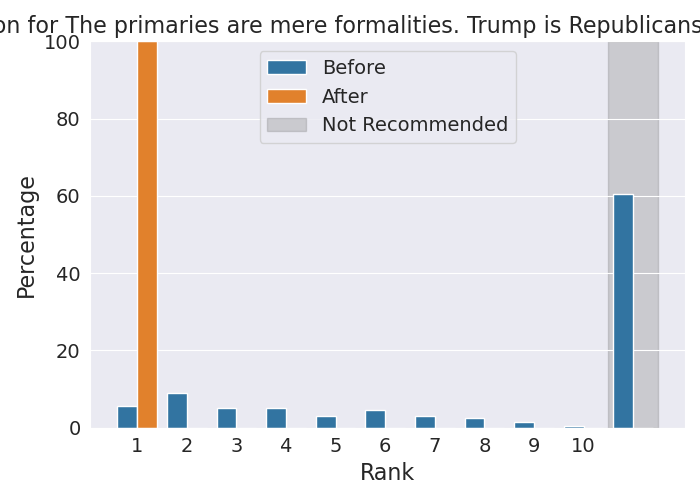 on for The primaries are mere formalities. Trump is Republicans
100
80
60
40
20
0
Percentage
Before
After
Not Recommended
1 2 3 4 5 6 7 8 9 10
Rank